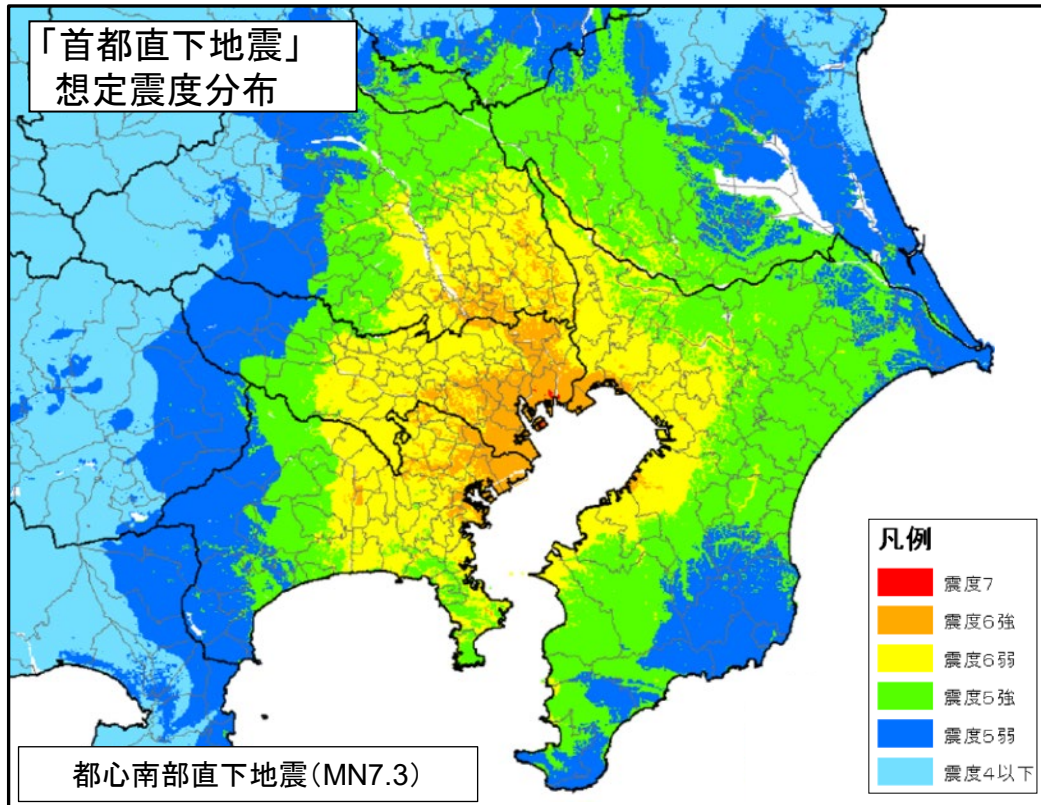 「首都直下地震」
想定震度分布
凡例
震度7
震度6強
震度6弱
震度5強
震度5弱
震度4以下
都心南部直下地震（MN7.3）